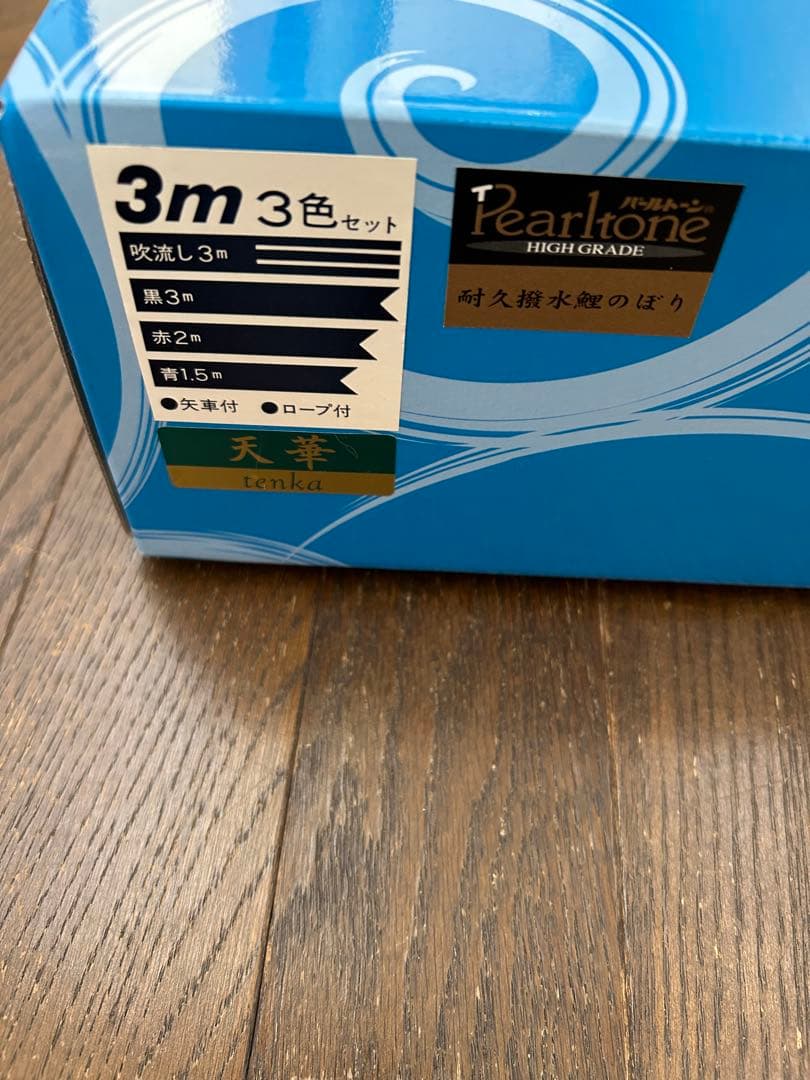 3m 3色セット
吹流し3m
黒3m
赤2m
青1.5m
●矢車付 ●ロープ付
天華
tenka
パールトーン®
Pearltone
HIGH GRADE
耐久撥水鯉のぼり